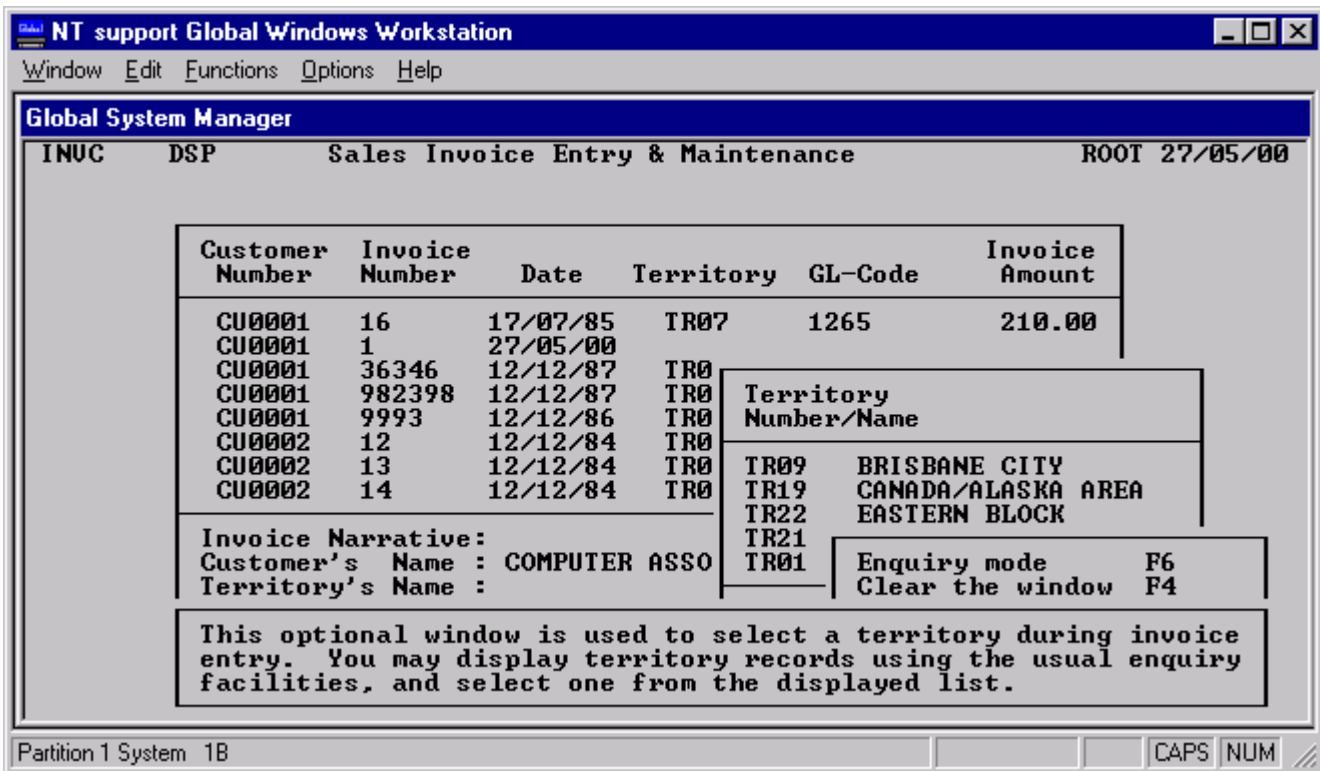 NT support Global Windows Workstation
Window Edit Functions Options Help
Global System Manager
INVC DSP Sales Invoice Entry & Maintenance ROOT 27/05/00
Customer Invoice Invoice
Number Number Date Territory GL-Code Amount
CU0001 16 17/07/85 TR07 1265 210.00
CU0001 1 27/05/00
CU0001 36346 12/12/87 TR0
CU0001 982398 12/12/87 TR0 Territory
CU0001 9993 12/12/86 TR0 Number/Name
CU0002 12 12/12/84 TR0
CU0002 13 12/12/84 TR0 TR09 BRISBANE CITY
CU0002 14 12/12/84 TR0 TR19 CANADA/ALASKA AREA
TR22 EASTERN BLOCK
Invoice Narrative: TR21
Customer's Name : COMPUTER ASSO TR01 Enquiry mode F6
Territory's Name : Clear the window F4
This optional window is used to select a territory during invoice
entry. You may display territory records using the usual enquiry
facilities, and select one from the displayed list.
Partition 1 System 1B CAPS NUM